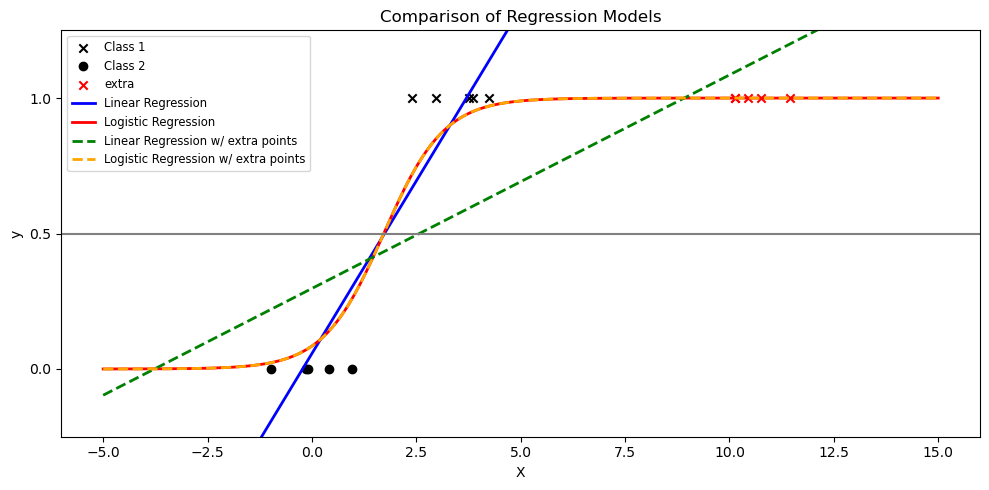 Comparison of Regression Models
Class 1
Class 2
extra
Linear Regression
Logistic Regression
Linear Regression w/ extra points
Logistic Regression w/ extra points
1.0
0.5
0.0
y
−5.0 −2.5 0.0 2.5 5.0 7.5 10.0 12.5 15.0
X